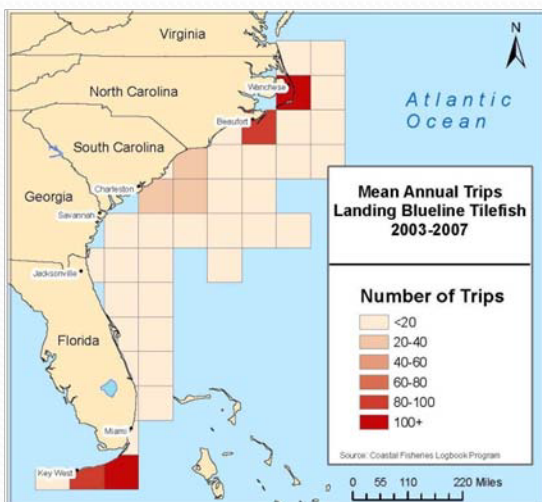 Virginia
N
North Carolina
Wanchese
Atlantic
Ocean
Beaufort
South Carolina
Charleston
Georgia
Savannah
Mean Annual Trips
Landing Blueline Tilefish
2003-2007
Jacksonville
Number of Trips
<20
20-40
40-60
60-80
80-100
100+
Florida
Miami
Key West
Source: Coastal Fisheries Logbook Program
0 55 110 220 Miles